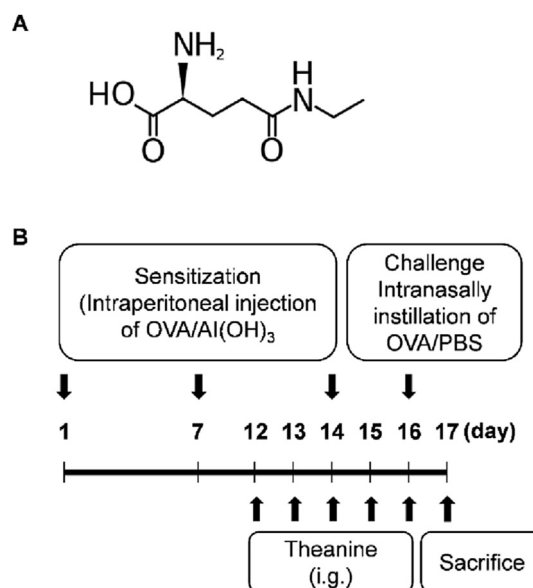 A
NH2
HO
O
O
H
N
B
Sensitization
(Intraperitoneal injection
of OVA/Al(OH)3
Challenge
Intranasally
instillation of
OVA/PBS
1 7 12 13 14 15 16 17 (day)
Theanine
(i.g.)
Sacrifice